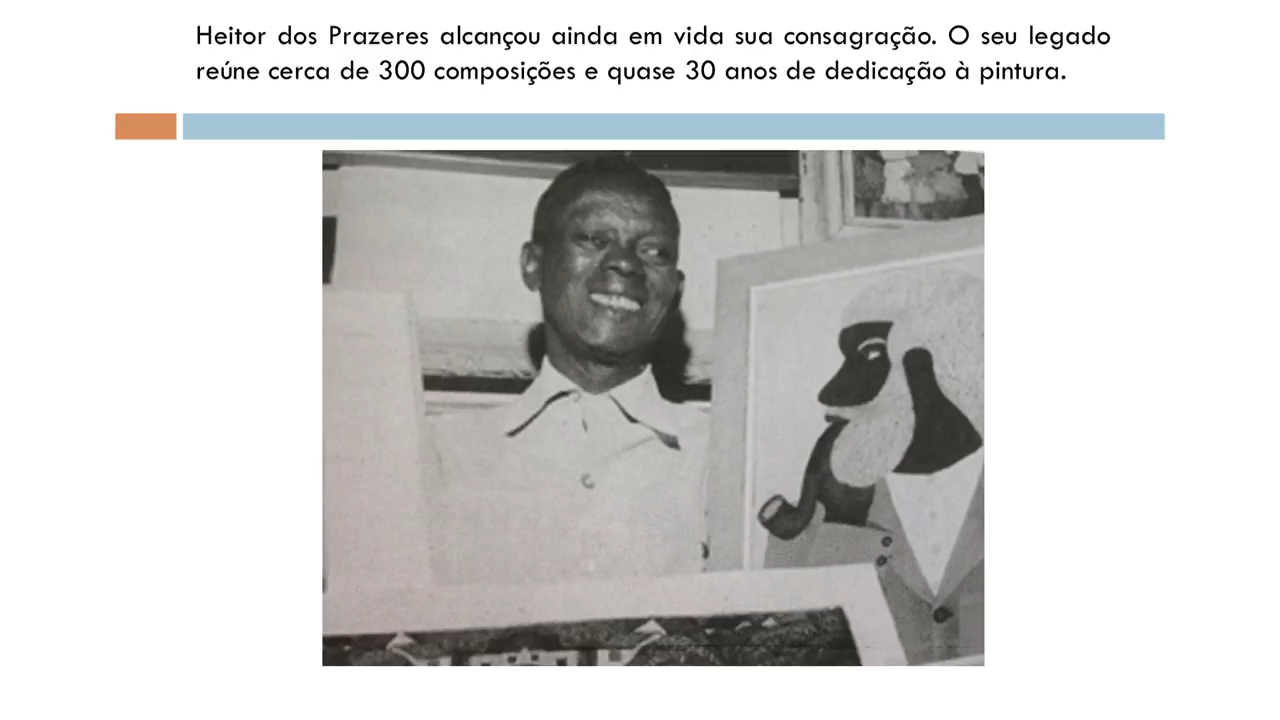 Heitor dos Prazeres alcançou ainda em vida sua consagração. O seu legado
reúne cerca de 300 composições e quase 30 anos de dedicação à pintura.